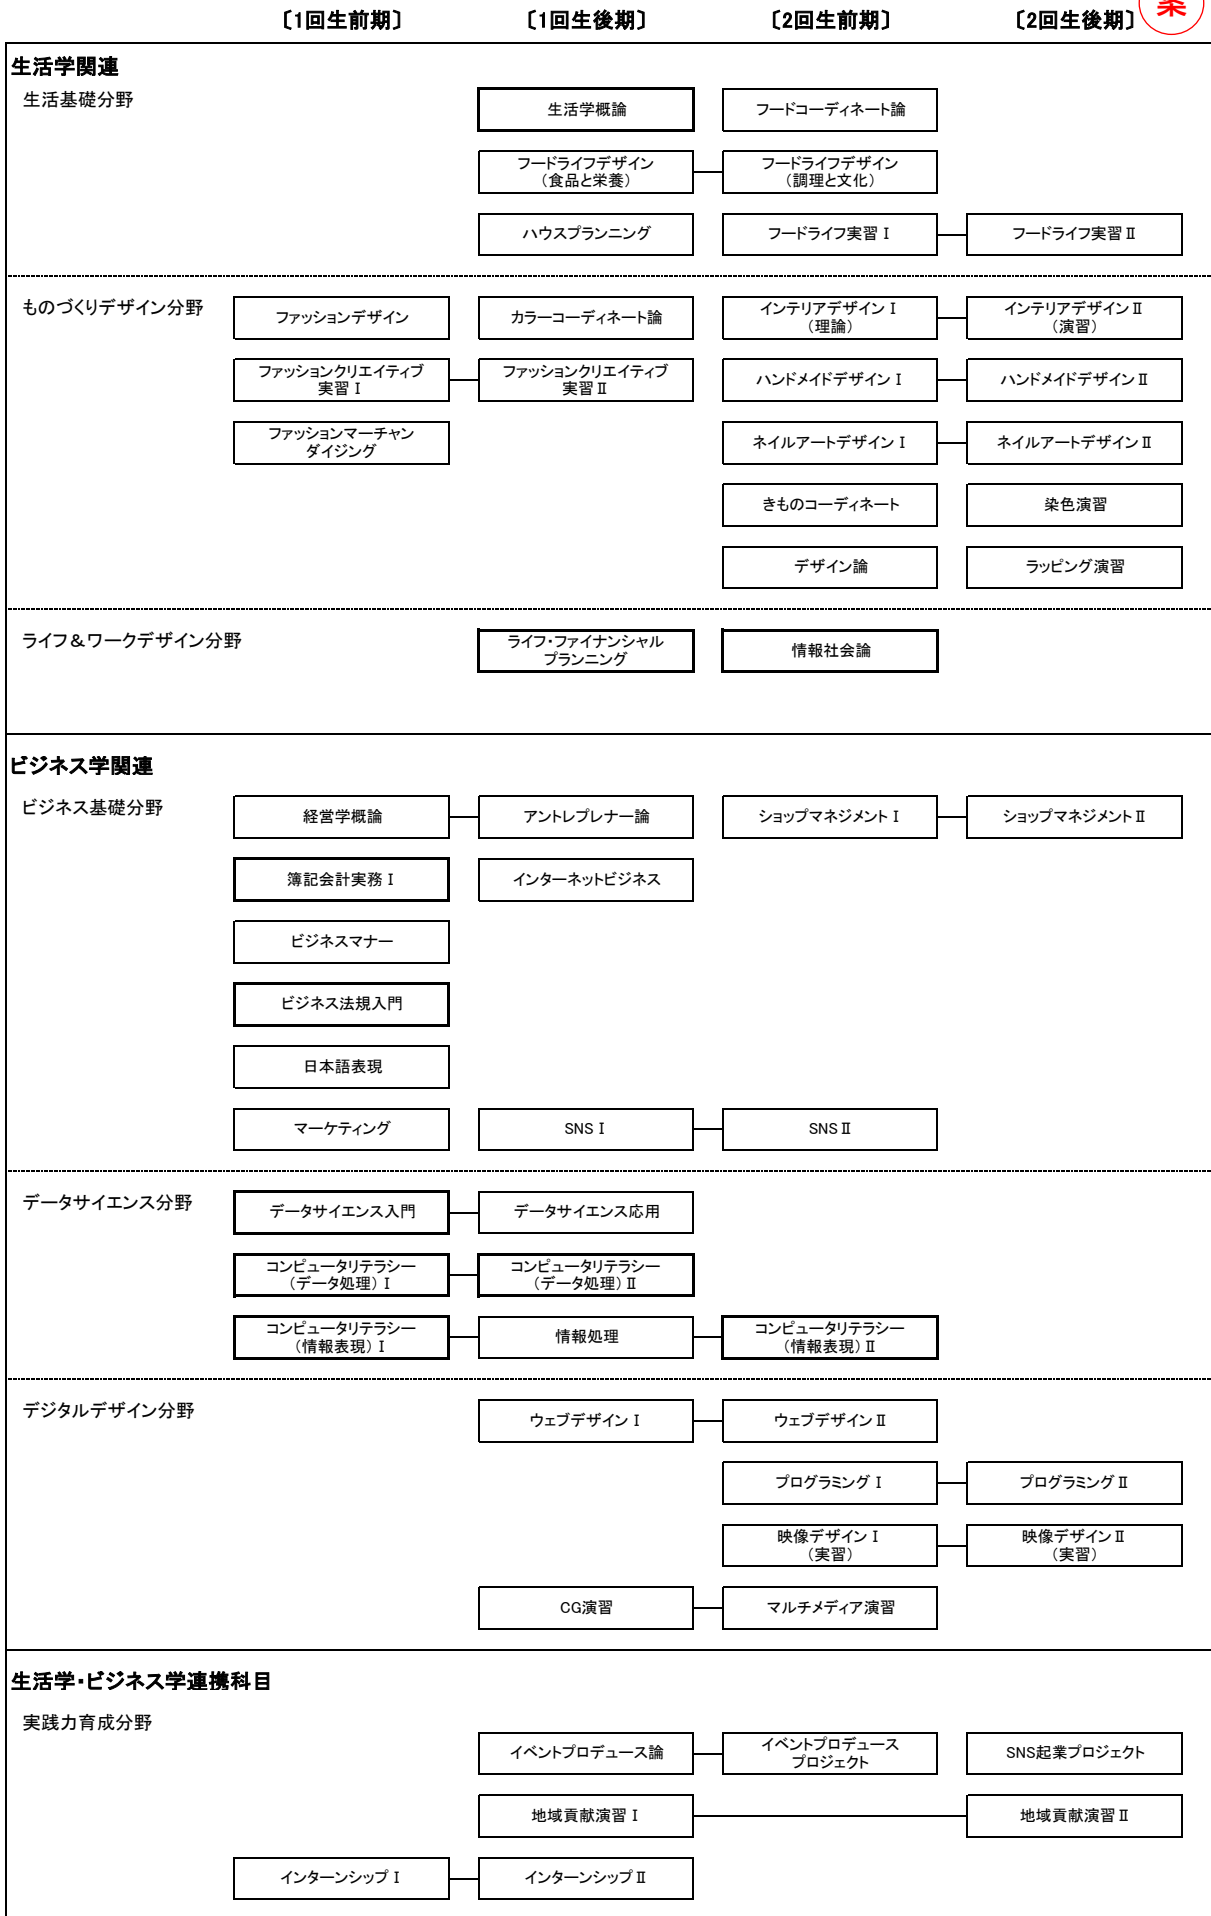 〔1回生前期〕 〔1回生後期〕 〔2回生前期〕 〔2回生後期〕 案
生活学関連
生活基礎分野
生活学概論 フードコーディネート論
フードライフデザイン フードライフデザイン
（食品と栄養） （調理と文化）
ハウスプランニング フードライフ実習Ⅰ フードライフ実習Ⅱ
ものづくりデザイン分野
ファッションデザイン カラーコーディネート論 インテリアデザインⅠ インテリアデザインⅡ
（理論） （演習）
ファッションクリエイティブ ファッションクリエイティブ ハンドメイドデザインⅠ ハンドメイドデザインⅡ
実習Ⅰ 実習Ⅱ
ファッションマーチャン ネイルアートデザインⅠ ネイルアートデザインⅡ
ダイジング
きものコーディネート 染色演習
デザイン論 ラッピング演習
ライフ＆ワークデザイン分野
ライフ・ファイナンシャル 情報社会論
プランニング
ビジネス学関連
ビジネス基礎分野
経営学概論 アントレプレナー論 ショップマネジメントⅠ ショップマネジメントⅡ
簿記会計実務Ⅰ インターネットビジネス
ビジネスマナー
ビジネス法規入門
日本語表現
マーケティング SNSⅠ SNSⅡ
データサイエンス分野
データサイエンス入門 データサイエンス応用
コンピュータリテラシー コンピュータリテラシー
（データ処理）Ⅰ （データ処理）Ⅱ
コンピュータリテラシー 情報処理 コンピュータリテラシー
（情報表現）Ⅰ （情報表現）Ⅱ
デジタルデザイン分野
ウェブデザインⅠ ウェブデザインⅡ
プログラミングⅠ プログラミングⅡ
映像デザインⅠ 映像デザインⅡ
（実習） （実習）
CG演習 マルチメディア演習
生活学・ビジネス学連携科目
実践力育成分野
イベントプロデュース論 イベントプロデュース SNS起業プロジェクト
プロジェクト
地域貢献演習Ⅰ 地域貢献演習Ⅱ
インターンシップⅠ インターンシップⅡ